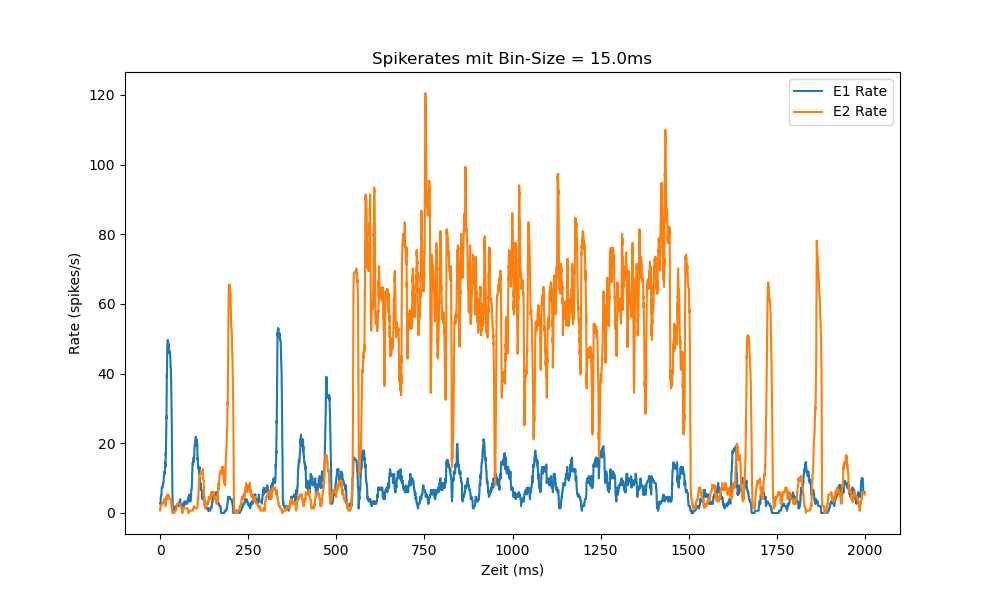 Spikerates mit Bin-Size = 15.0ms
E1 Rate
E2 Rate
120
100
80
60
40
20
0
Rate (spikes/s)
0 250 500 750 1000 1250 1500 1750 2000
Zeit (ms)